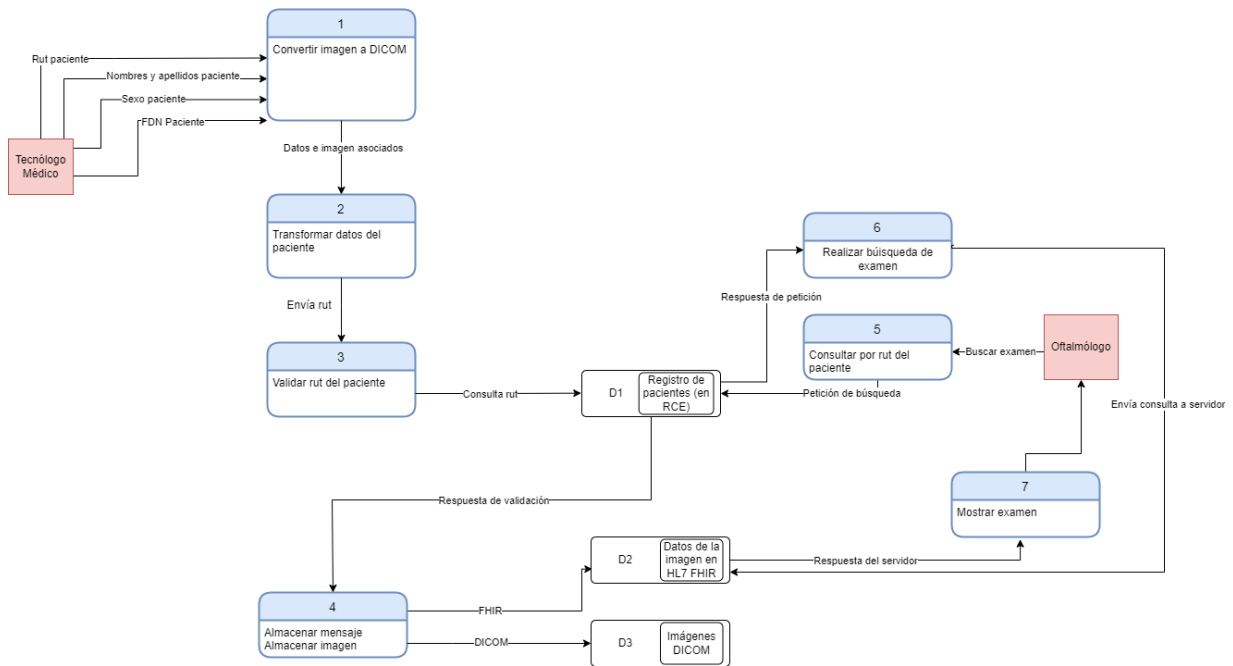 1
Convertir imagen a DICOM
Rut paciente
Nombres y apellidos paciente
Sexo paciente
FDN Paciente
Tecnólogo
Médico
Datos e imagen asociados
2
Transformar datos del
paciente
Envía rut
3
Validar rut del paciente
Consulta rut
D1
Registro de
pacientes (en
RCE)
Respuesta de petición
6
Realizar búisqueda de
examen
5
Consultar por rut del
paciente
Buscar examen
Oftalmólogo
Petición de búsqueda
Envía consulta a servidor
Respuesta de validación
7
Mostrar examen
D2
Datos de la
imagen en
HL7 FHIR
Respuesta del servidor
4
Almacenar mensaje
Almacenar imagen
FHIR
DICOM
D3
Imágenes
DICOM